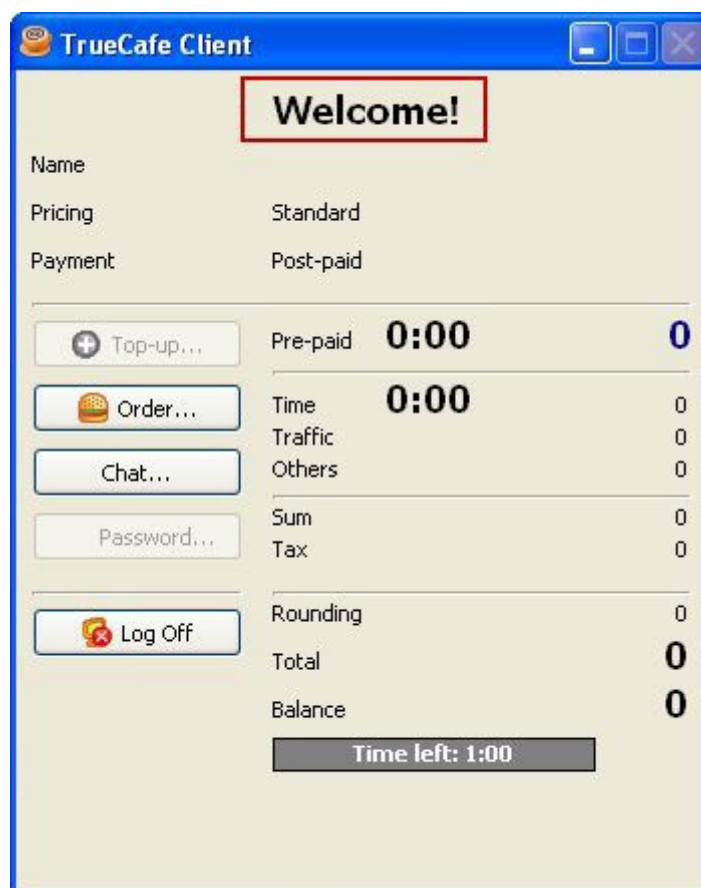 TrueCafe Client
Welcome!
Name
Pricing Standard
Payment Post-paid
Top-up... Pre-paid 0:00 0
Order... Time 0:00 0
Traffic 0
Chat... Others 0
Sum 0
Password... Tax 0
Log Off Rounding 0
Total 0
Balance 0
Time left: 1:00